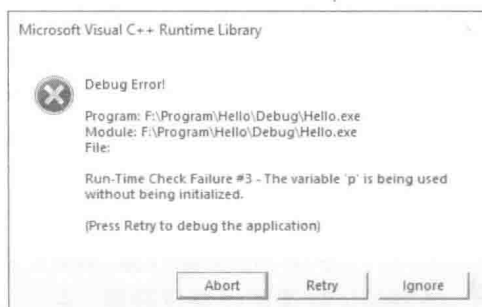 Microsoft Visual C++ Runtime Library
Debug Error!
Program: F:\Program\Hello\Debug\Hello.exe
Module: F:\Program\Hello\Debug\Hello.exe
File:
Run-Time Check Failure #3 - The variable 'p' is being used
without being initialized.
(Press Retry to debug the application)
Abort Retry Ignore